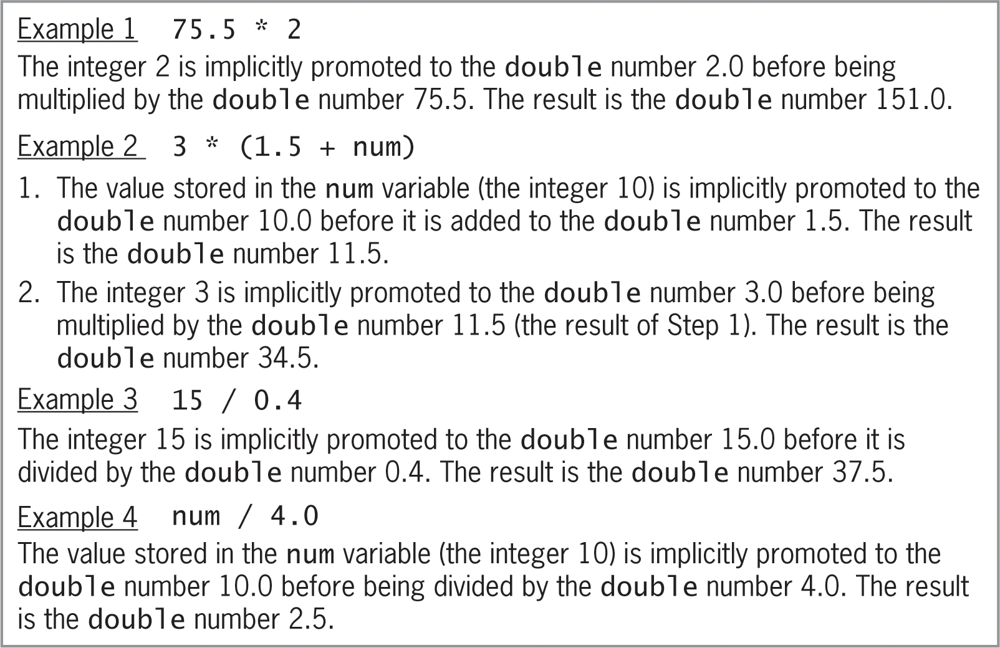 Example 1 75.5 * 2
The integer 2 is implicitly promoted to the double number 2.0 before being
multiplied by the double number 75.5. The result is the double number 151.0.
Example 2 3 * (1.5 + num)
1. The value stored in the num variable (the integer 10) is implicitly promoted to the
double number 10.0 before it is added to the double number 1.5. The result
is the double number 11.5.
2. The integer 3 is implicitly promoted to the double number 3.0 before being
multiplied by the double number 11.5 (the result of Step 1). The result is the
double number 34.5.
Example 3 15 / 0.4
The integer 15 is implicitly promoted to the double number 15.0 before it is
divided by the double number 0.4. The result is the double number 37.5.
Example 4 num / 4.0
The value stored in the num variable (the integer 10) is implicitly promoted to the
double number 10.0 before being divided by the double number 4.0. The result
is the double number 2.5.